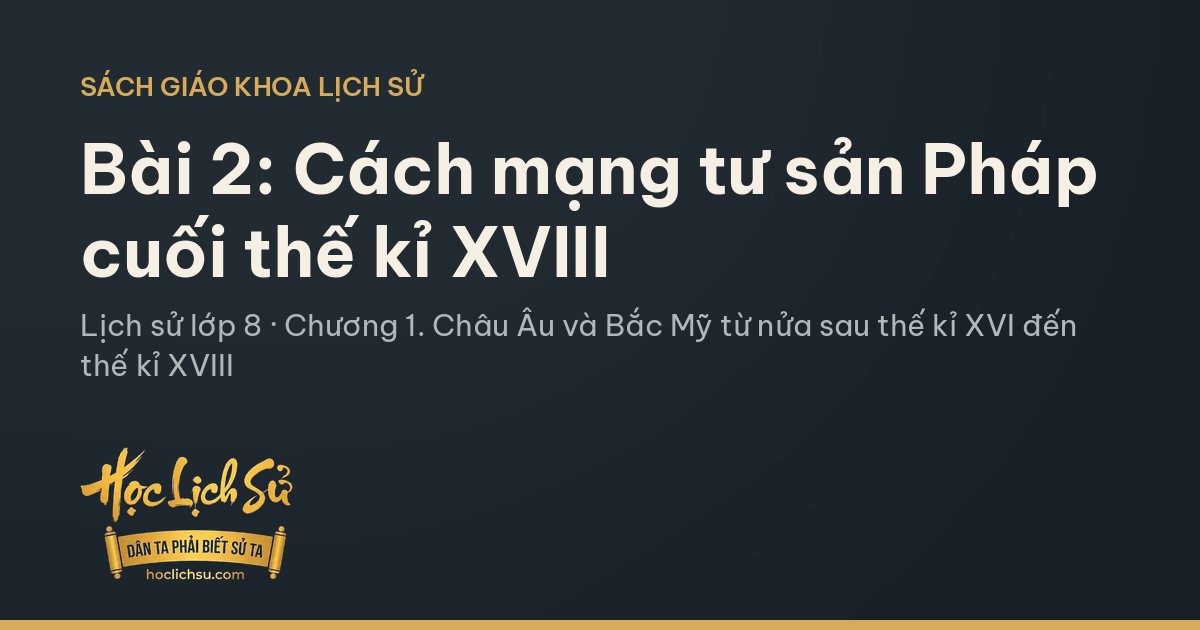 SÁCH GIÁO KHOA LỊCH SỬ
Bài 2: Cách mạng tư sản Pháp
cuối thế kỉ XVIII
Lịch sử lớp 8 · Chương 1. Châu Âu và Bắc Mỹ từ nửa sau thế kỉ XVI đến
thế kỉ XVIII
Học Lịch Sử
DÂN TA PHẢI BIẾT SỬ TA
hoclichsu.com